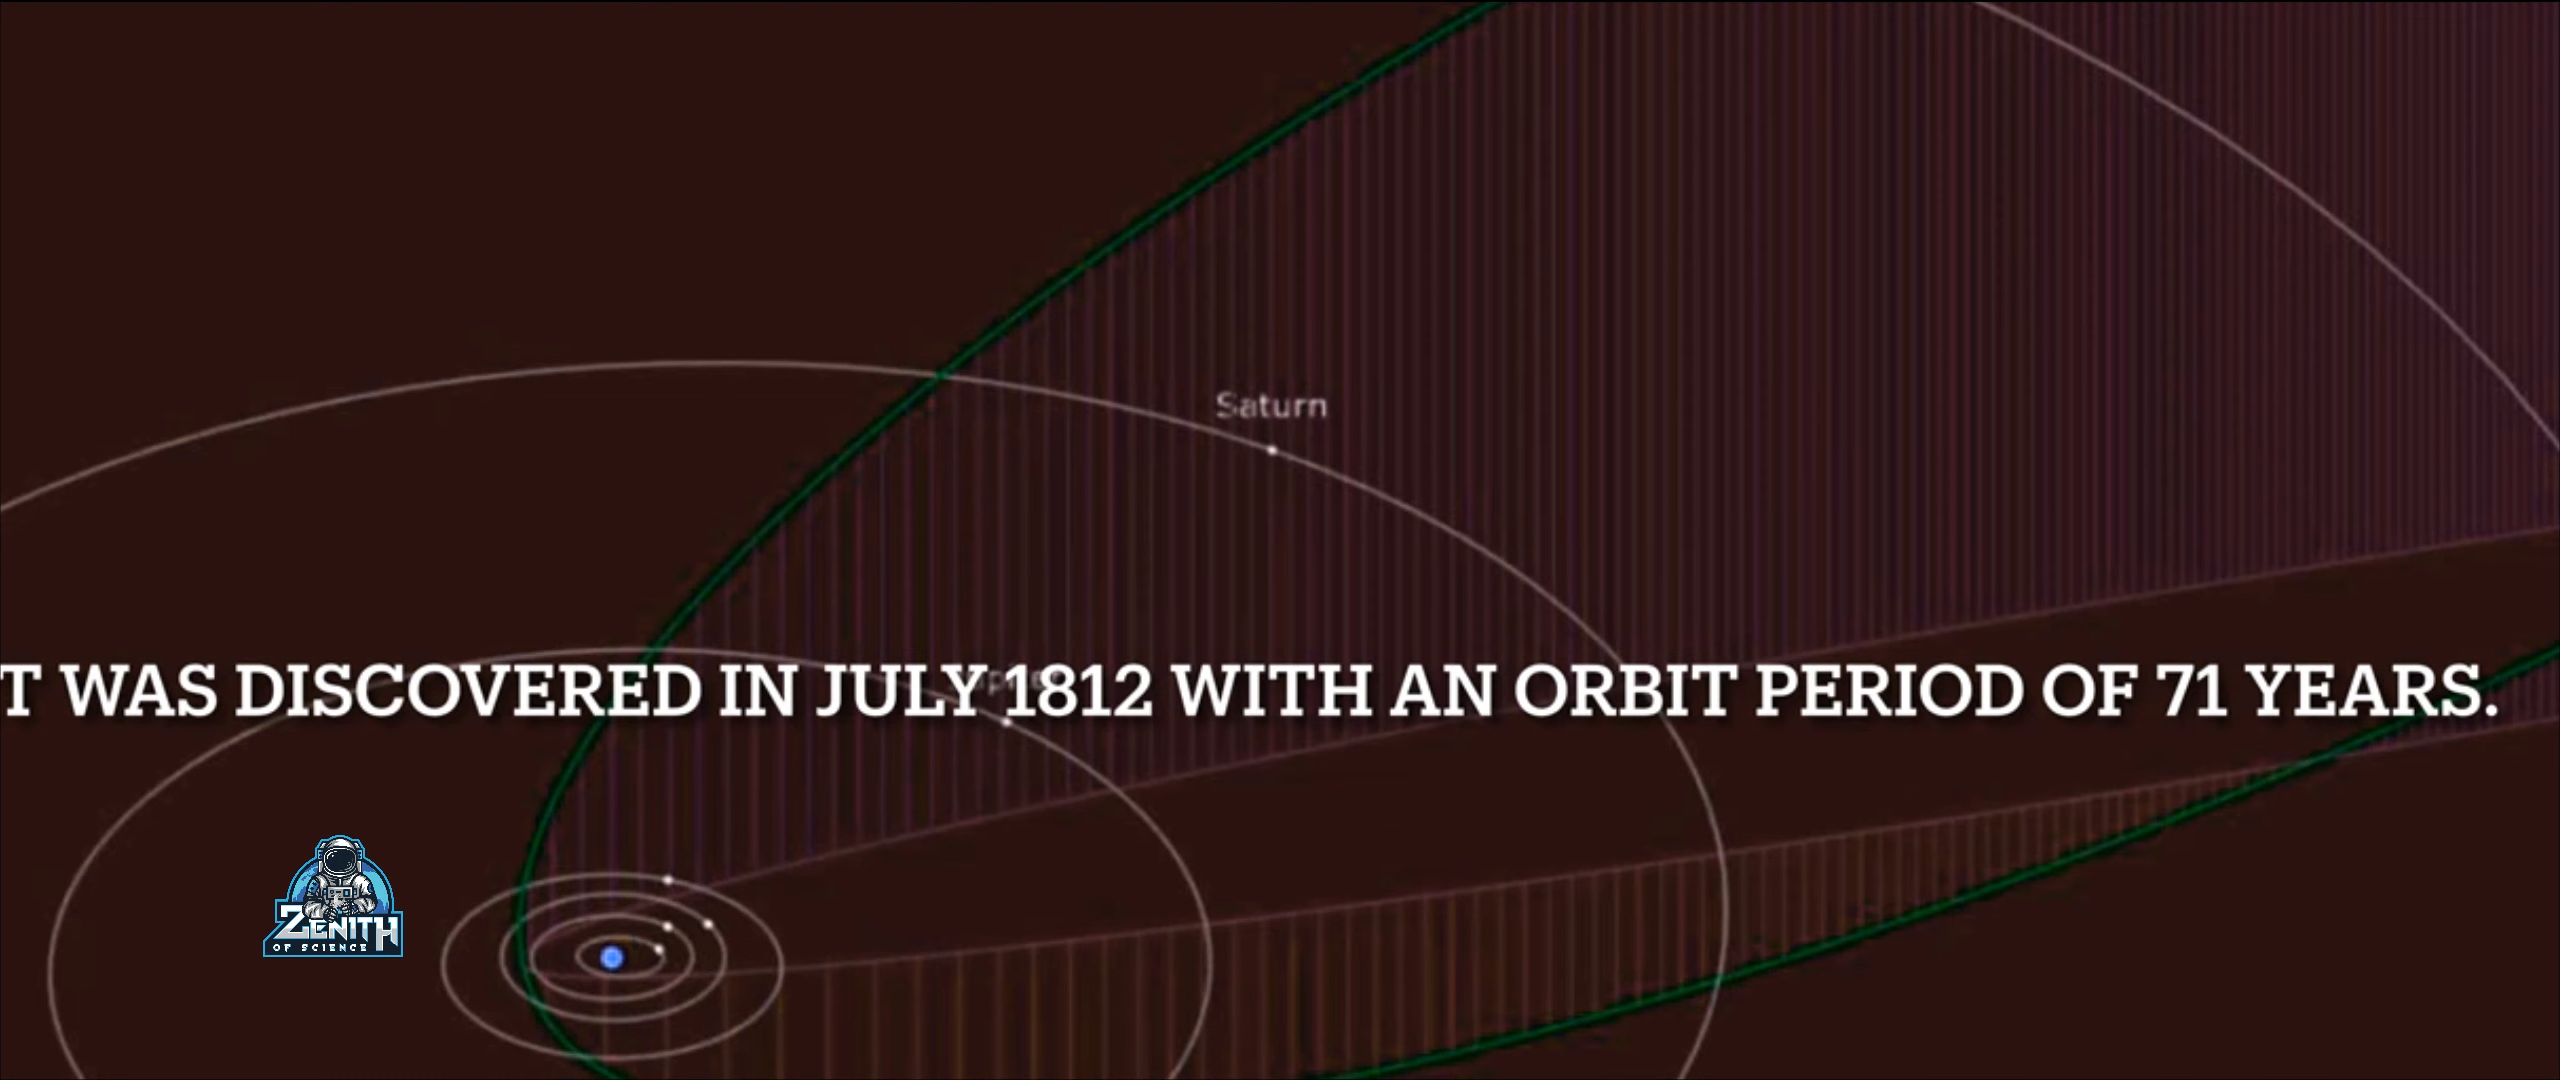 Saturn
T WAS DISCOVERED IN JULY 1812 WITH AN ORBIT PERIOD OF 71 YEARS.
ZENITH
OF SCIENCE